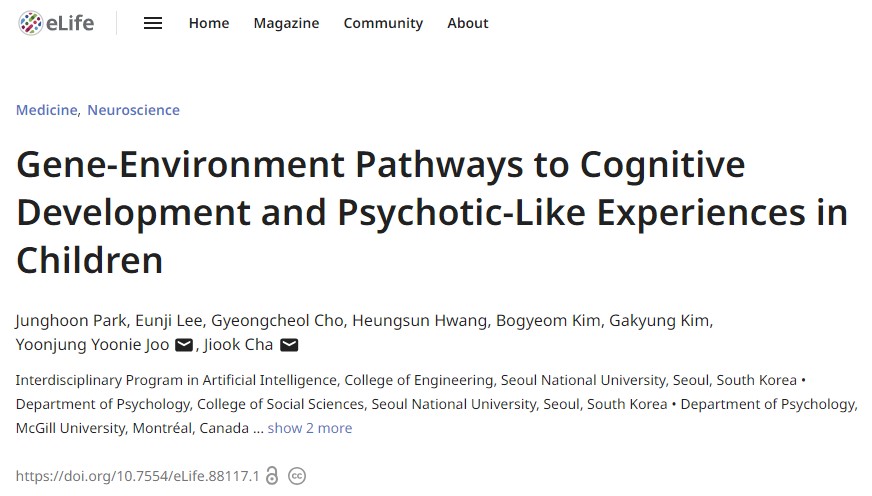 eLife Home Magazine Community About
Medicine, Neuroscience
Gene-Environment Pathways to Cognitive
Development and Psychotic-Like Experiences in
Children
Junghoon Park, Eunji Lee, Gyeongcheol Cho, Heungsun Hwang, Bogyeom Kim, Gakyung Kim,
Yoonjung Yoonie Joo , Jiook Cha
Interdisciplinary Program in Artificial Intelligence, College of Engineering, Seoul National University, Seoul, South Korea •
Department of Psychology, College of Social Sciences, Seoul National University, Seoul, South Korea • Department of Psychology,
McGill University, Montréal, Canada ... show 2 more
https://doi.org/10.7554/eLife.88117.1 cc